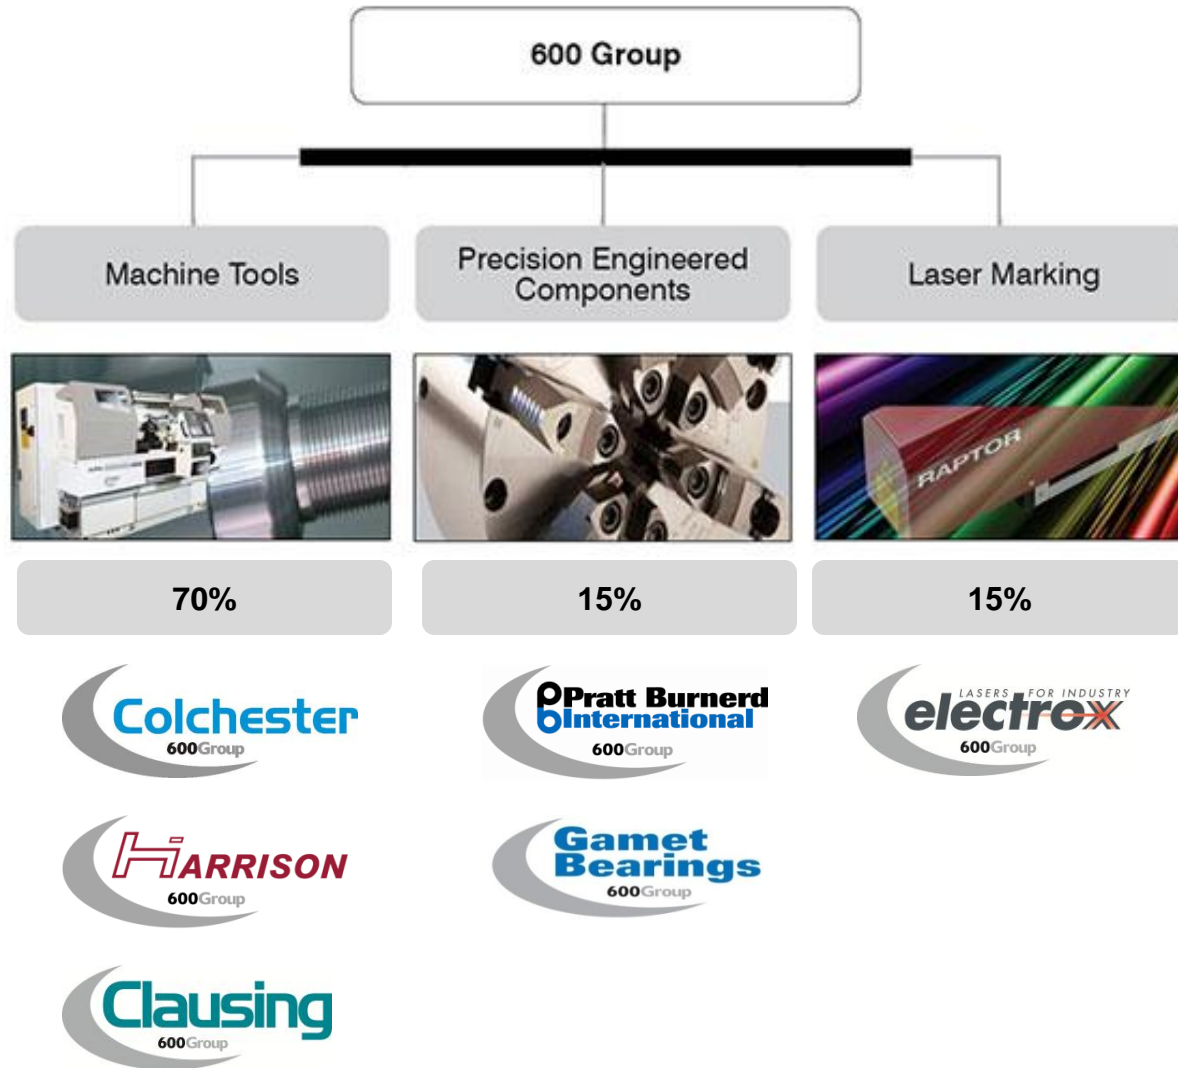 600 Group
Machine Tools
Precision Engineered
Components
Laser Marking
RAPTOR
70%
15%
15%
Colchester
600Group
Pratt Burnerd
International
600Group
LASERS FOR INDUSTRY
electrox
600Group
HARRISON
600Group
Gamet
Bearings
600Group
Clausing
600Group